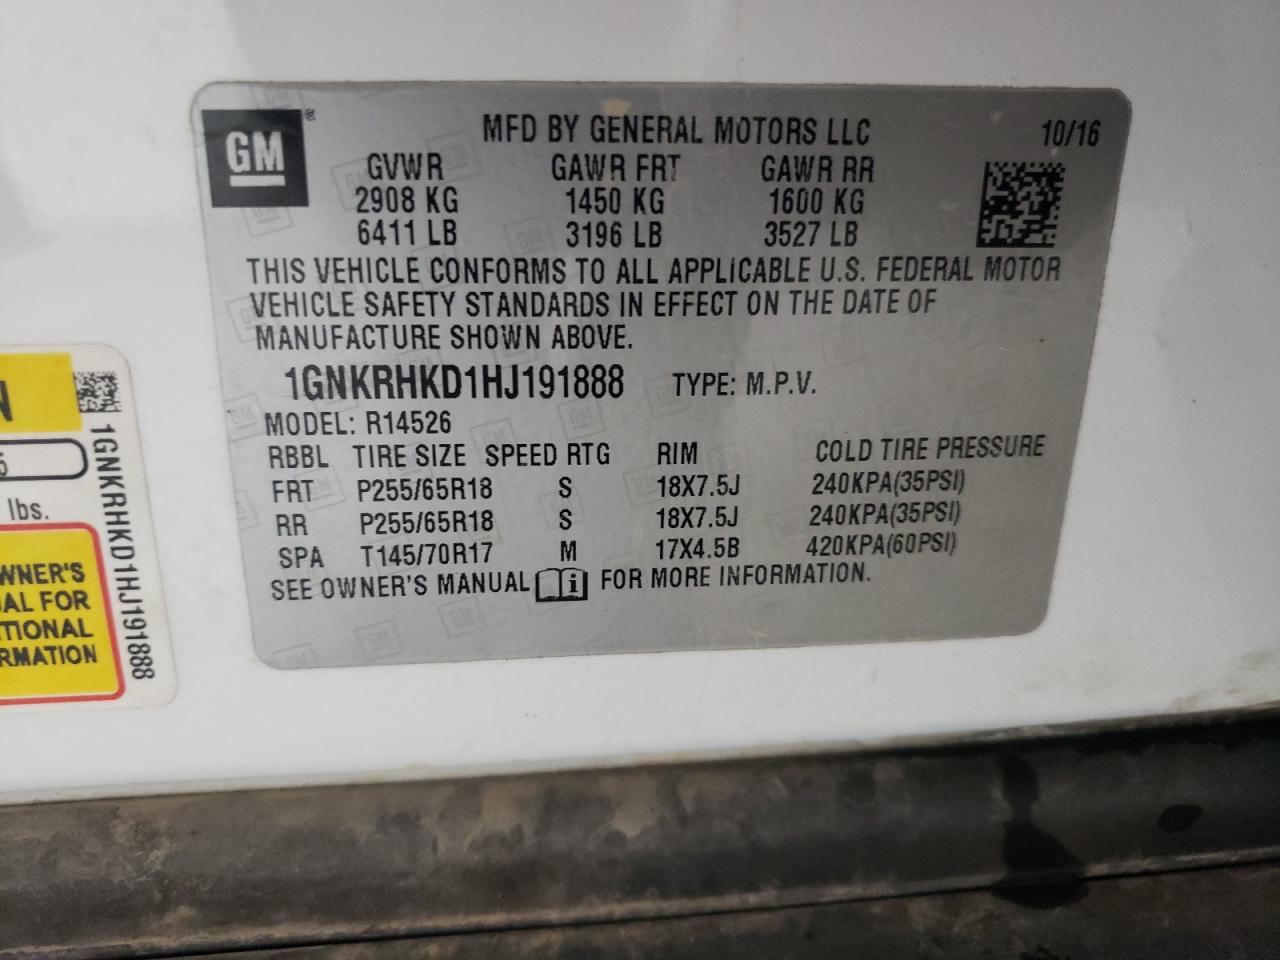 GM ®
MFD BY GENERAL MOTORS LLC 10/16
GVWR GAWR FRT GAWR RR
2908 KG 1450 KG 1600 KG
6411 LB 3196 LB 3527 LB
THIS VEHICLE CONFORMS TO ALL APPLICABLE U.S. FEDERAL MOTOR
VEHICLE SAFETY STANDARDS IN EFFECT ON THE DATE OF
MANUFACTURE SHOWN ABOVE.
1GNKRHKD1HJ191888 TYPE: M.P.V.
MODEL: R14526
RBBL TIRE SIZE SPEED RTG RIM COLD TIRE PRESSURE
FRT P255/65R18 S 18X7.5J 240KPA(35PSI)
RR P255/65R18 S 18X7.5J 240KPA(35PSI)
SPA T145/70R17 M 17X4.5B 420KPA(60PSI)
SEE OWNER'S MANUAL i FOR MORE INFORMATION.
N
lbs.
WNER'S
AL FOR
TIONAL
RMATION
1GNKRHKD1HJ191888